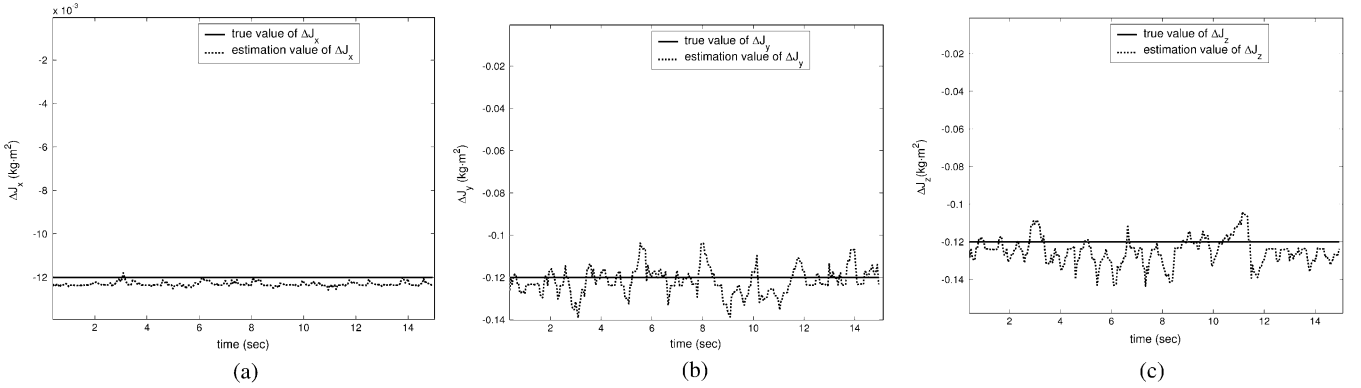 x 10⁻³
true value of ΔJx
estimation value of ΔJx
-2
-4
-6
-8
-10
-12
ΔJx (kg·m²)
2 4 6 8 10 12 14
time (sec)
(a)
true value of ΔJy
estimation value of ΔJy
-0.02
-0.04
-0.06
-0.08
-0.1
-0.12
-0.14
ΔJy (kg·m²)
2 4 6 8 10 12 14
time (sec)
(b)
true value of ΔJz
estimation value of ΔJz
-0.02
-0.04
-0.06
-0.08
-0.1
-0.12
-0.14
ΔJz (kg·m²)
2 4 6 8 10 12 14
time (sec)
(c)